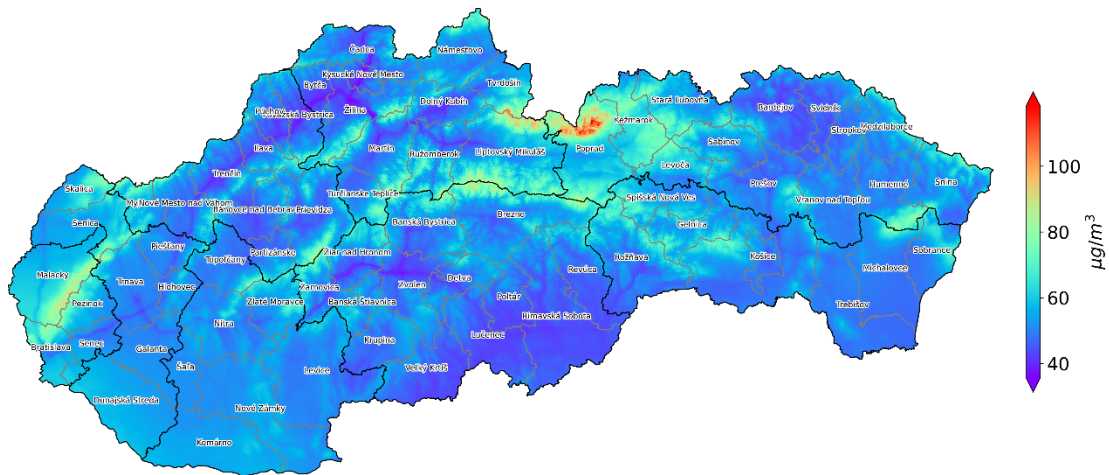 Čadca
Námestovo
Kysucké Nové Mesto
Bytča
Tvrdošín
Dolný Kubín
Stará Ľubovňa
Bardejov
Svidník
Púchov
Považská Bystrica
Žilina
Kežmarok
Stropkov
Medzilaborce
Ilava
Martin
Ružomberok
Liptovský Mikuláš
Poprad
Sabinov
Levoča
Trenčín
Prešov
Humenné
Snina
Skalica
Nové Mesto nad Váhom
Bánovce nad Bebravou
Prievidza
Turčianske Teplice
Spišská Nová Ves
Vranov nad Topľou
Senica
Banská Bystrica
Brezno
Gelnica
Piešťany
Partizánske
Topoľčany
Žiar nad Hronom
Rožňava
Košice
Sobrance
Malacky
Trnava
Hlohovec
Zvolen
Detva
Revúca
Michalovce
Pezinok
Zlaté Moravce
Žarnovica
Banská Štiavnica
Poltár
Rimavská Sobota
Trebišov
Nitra
Bratislava
Senec
Galanta
Krupina
Lučenec
Šaľa
Levice
Veľký Krtíš
Dunajská Streda
Nové Zámky
Komárno
100
80
60
40
μg/m³